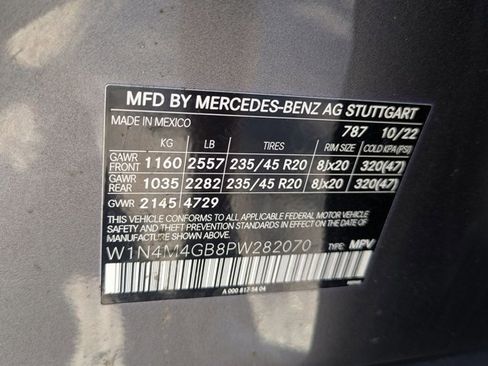 MFD BY MERCEDES-BENZ AG STUTTGART
MADE IN MEXICO 787 10/22
KG LB TIRES RIM SIZE COLD KPA (PSI)
GAWR FRONT 1160 2557 235/45 R20 8Jx20 320(47)
GAWR REAR 1035 2282 235/45 R20 8Jx20 320(47)
GVWR 2145 4729
THIS VEHICLE CONFORMS TO ALL APPLICABLE FEDERAL MOTOR VEHICLE
SAFETY AND THEFT PREVENTION STANDARDS IN EFFECT ON THE DATE OF
MANUFACTURE SHOWN ABOVE.
W1N4M4GB8PW282070 TYPE: MPV
A 000 817 54 04